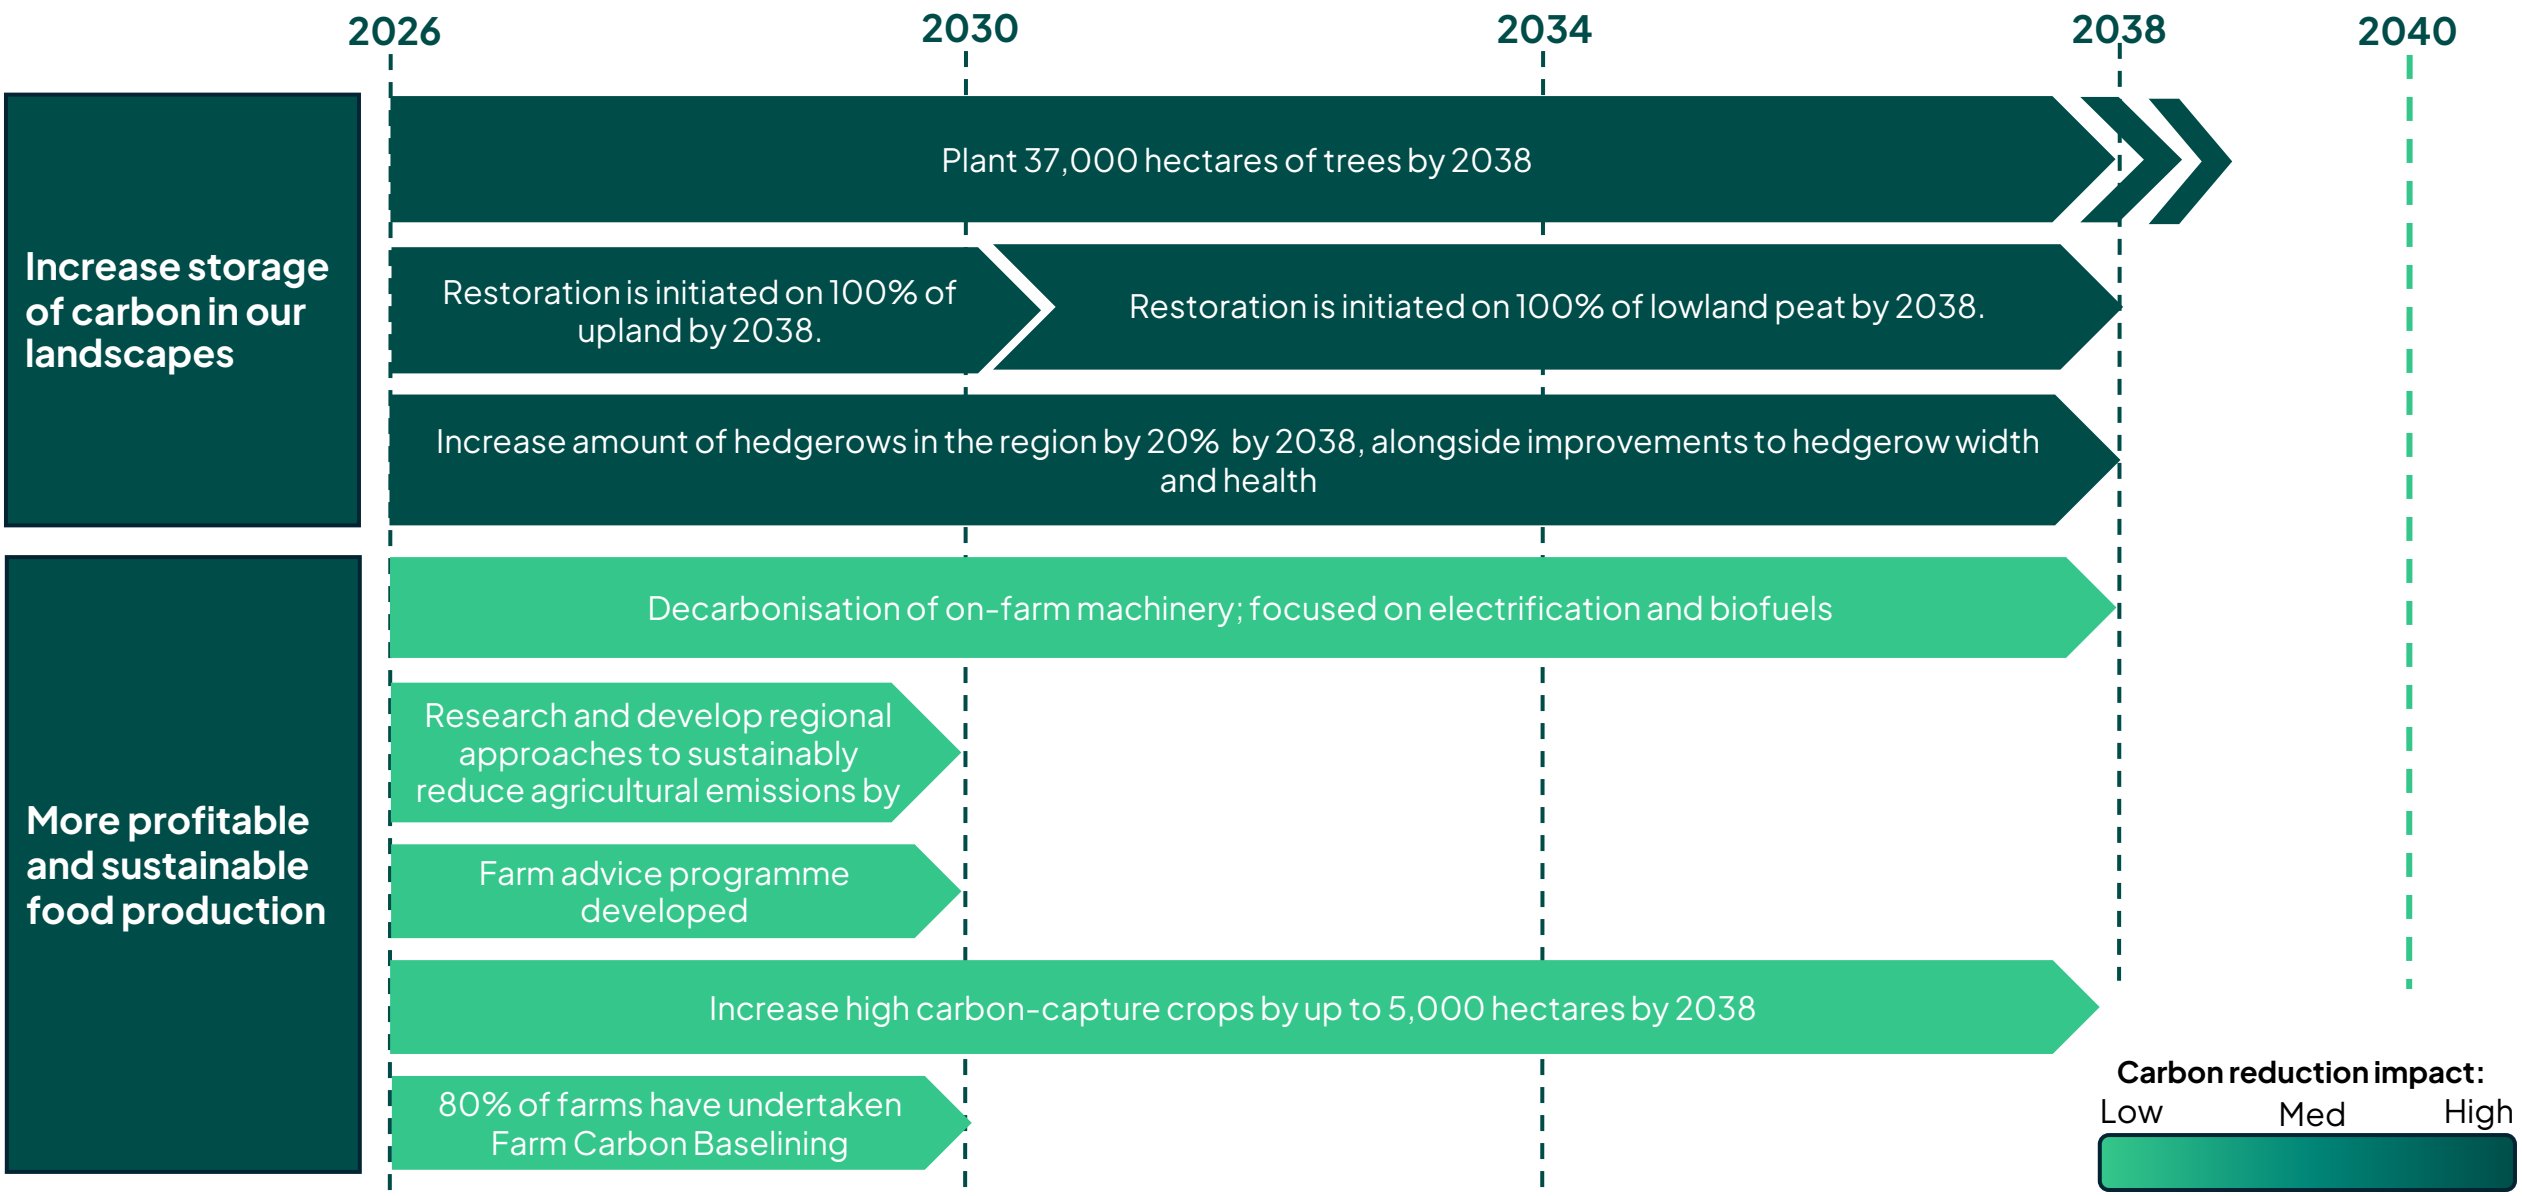 2026
2030
2034
2038
2040
Increase storage
of carbon in our
landscapes
Plant 37,000 hectares of trees by 2038
Restoration is initiated on 100% of
upland by 2038.
Restoration is initiated on 100% of lowland peat by 2038.
Increase amount of hedgerows in the region by 20% by 2038, alongside improvements to hedgerow width
and health
More profitable
and sustainable
food production
Decarbonisation of on-farm machinery; focused on electrification and biofuels
Research and develop regional
approaches to sustainably
reduce agricultural emissions by
Farm advice programme
developed
Increase high carbon-capture crops by up to 5,000 hectares by 2038
80% of farms have undertaken
Farm Carbon Baselining
Carbon reduction impact:
Low Med High